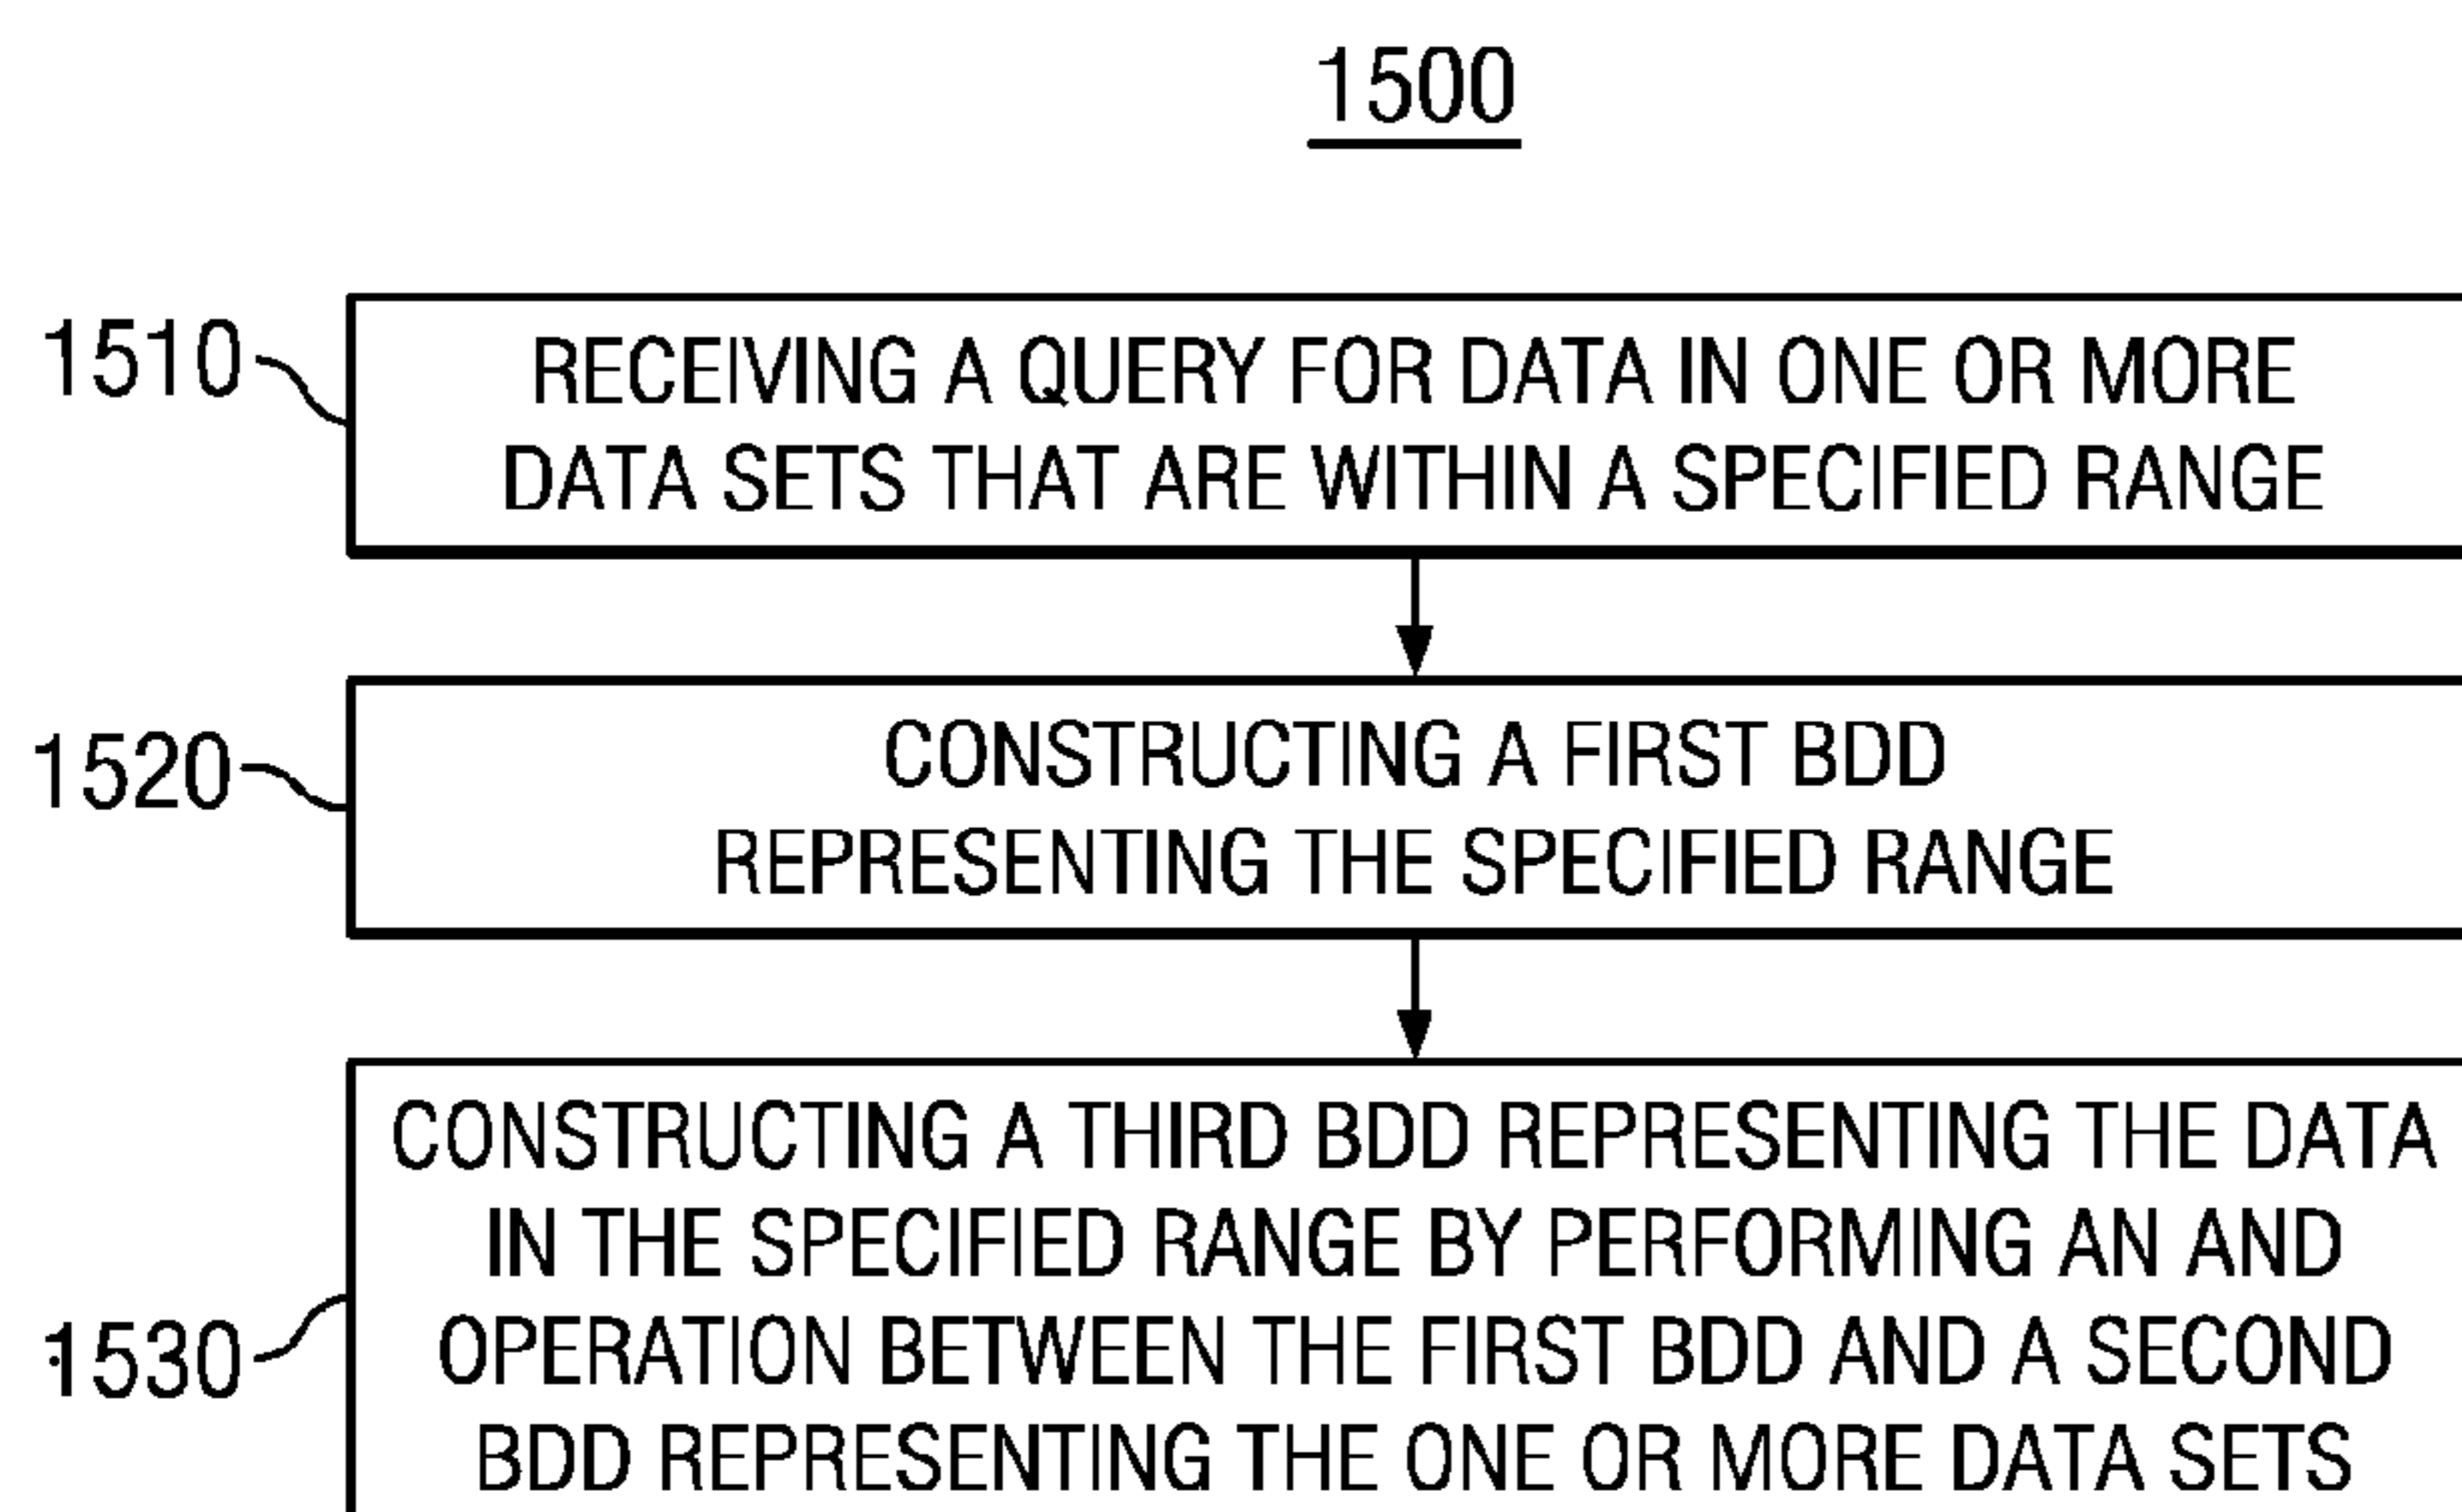 1500
1510
RECEIVING A QUERY FOR DATA IN ONE OR MORE
DATA SETS THAT ARE WITHIN A SPECIFIED RANGE
1520
CONSTRUCTING A FIRST BDD
REPRESENTING THE SPECIFIED RANGE
1530
CONSTRUCTING A THIRD BDD REPRESENTING THE DATA
IN THE SPECIFIED RANGE BY PERFORMING AN AND
OPERATION BETWEEN THE FIRST BDD AND A SECOND
BDD REPRESENTING THE ONE OR MORE DATA SETS